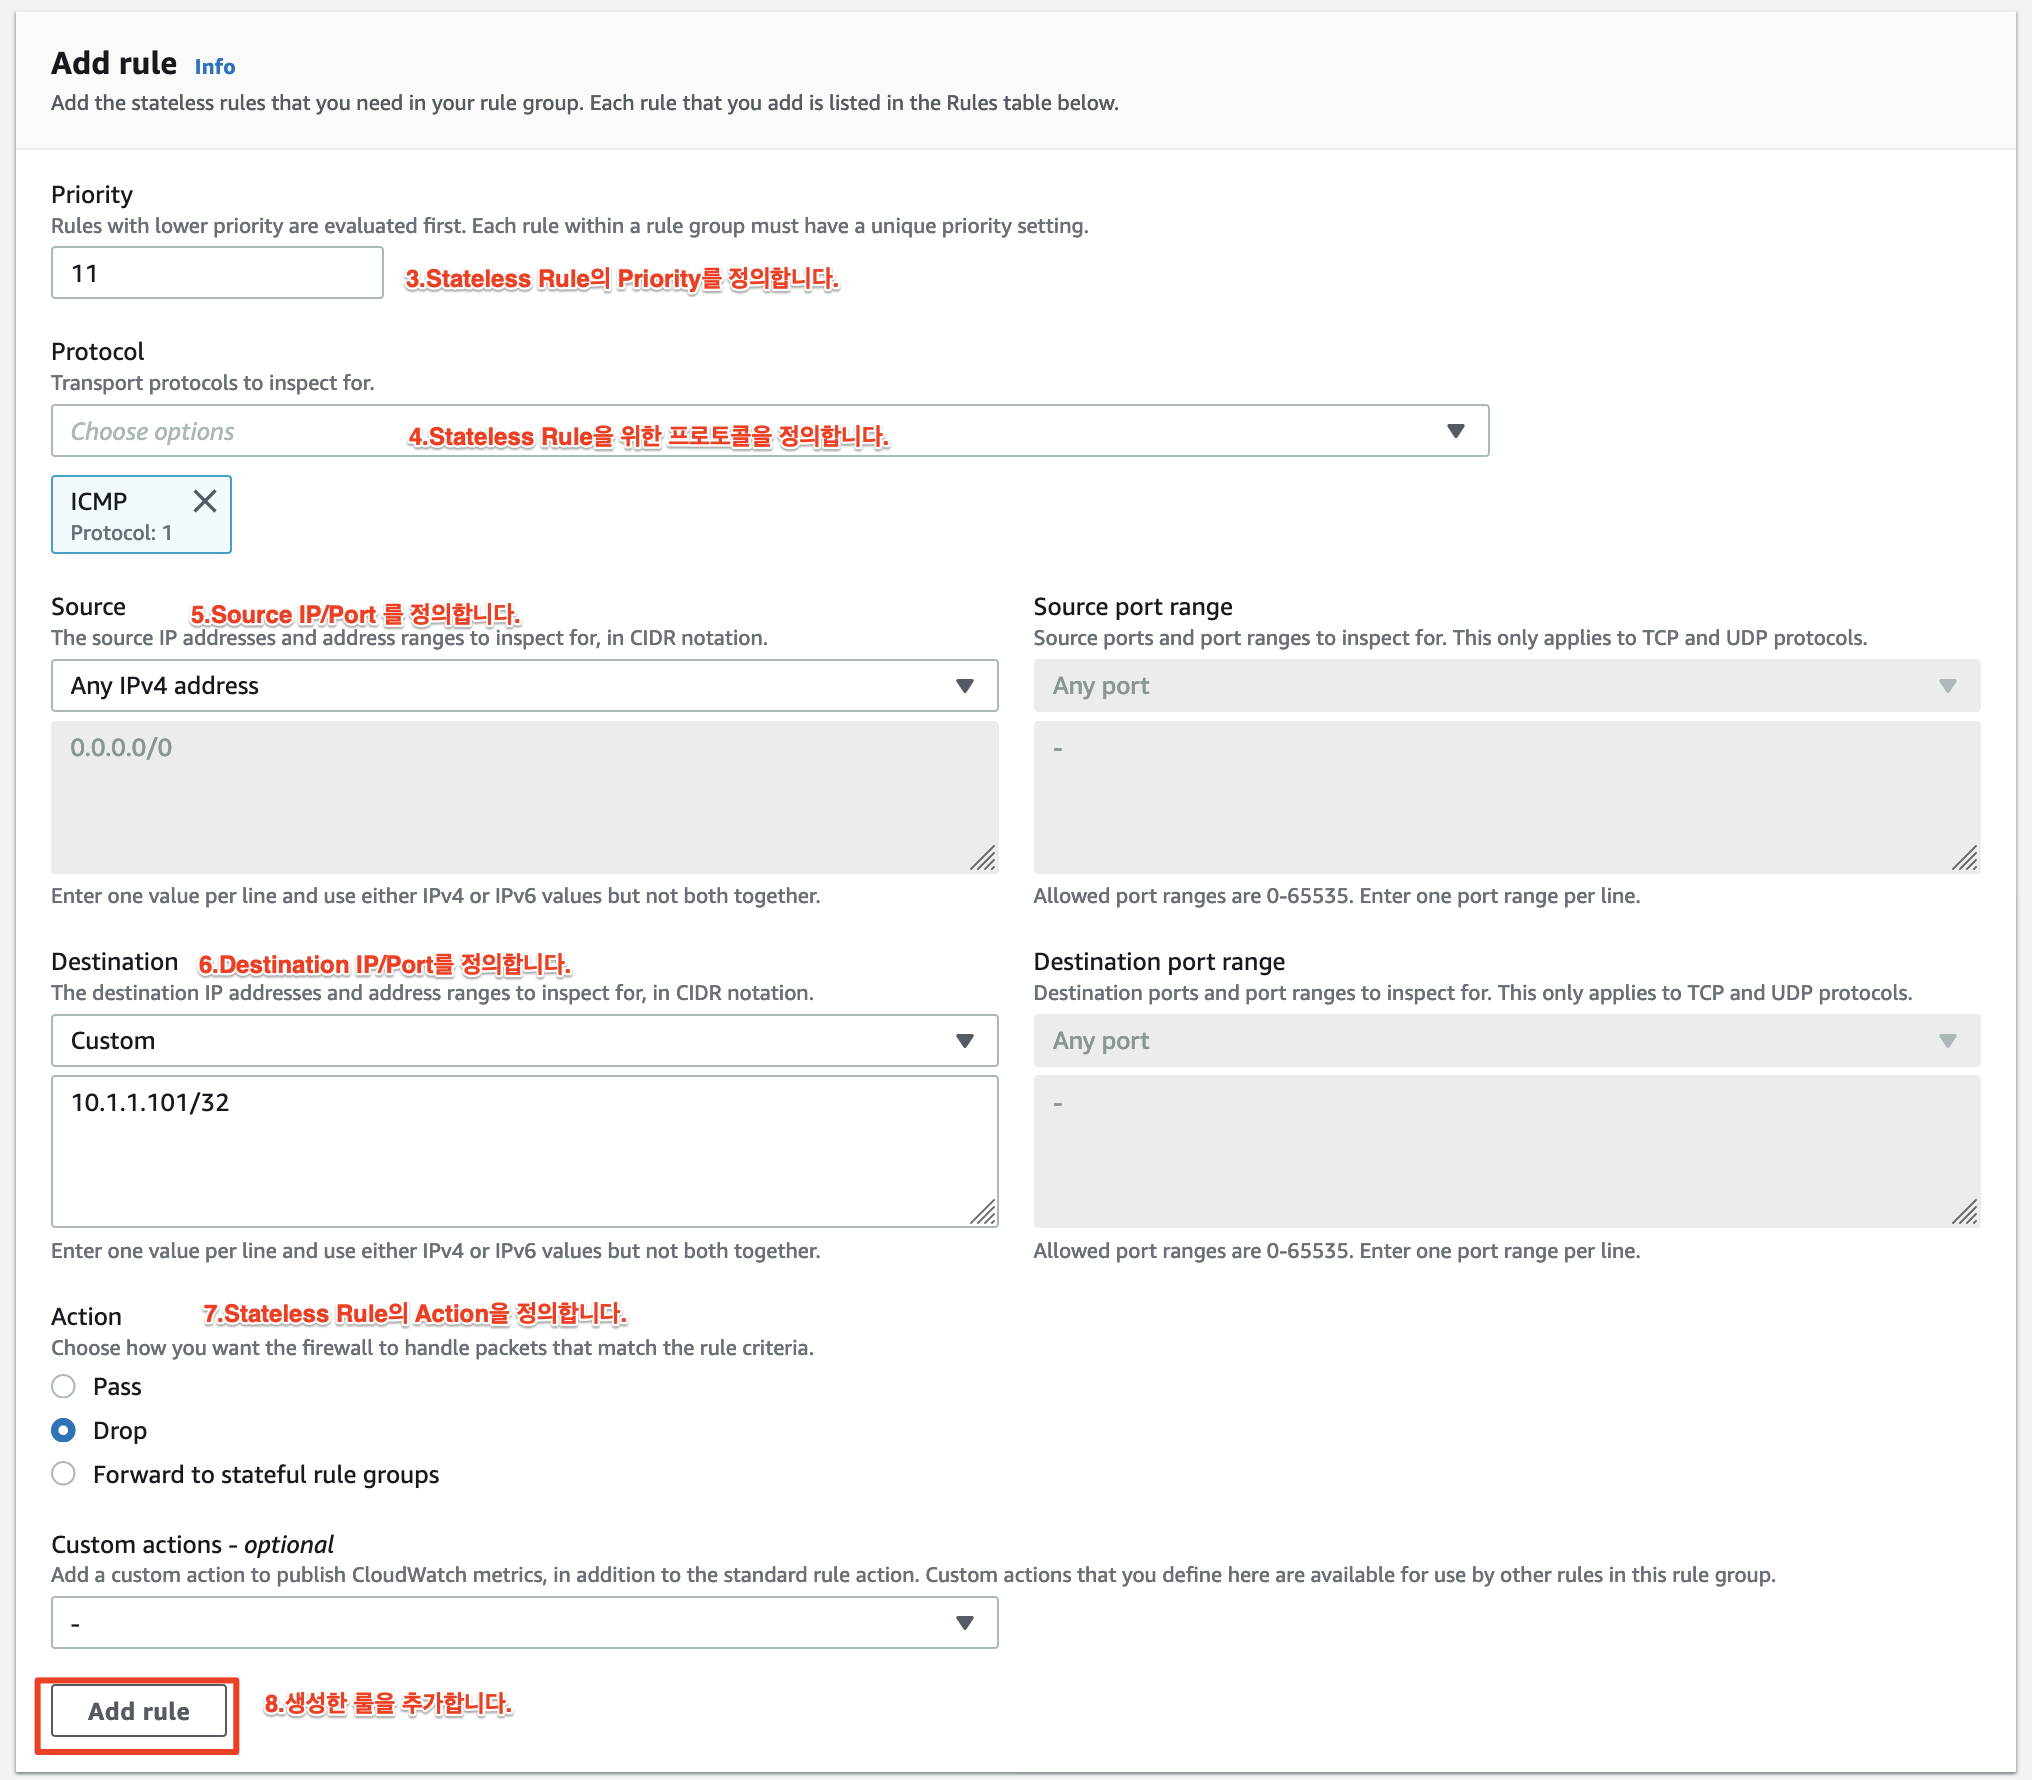 Add rule Info
Add the stateless rules that you need in your rule group. Each rule that you add is listed in the Rules table below.
Priority
Rules with lower priority are evaluated first. Each rule within a rule group must have a unique priority setting.
11
3.Stateless Rule의 Priority를 정의합니다.
Protocol
Transport protocols to inspect for.
Choose options
4.Stateless Rule을 위한 프로토콜을 정의합니다.
ICMP
Protocol: 1
Source
5.Source IP/Port 를 정의합니다.
The source IP addresses and address ranges to inspect for, in CIDR notation.
Any IPv4 address
0.0.0.0/0
Enter one value per line and use either IPv4 or IPv6 values but not both together.
Source port range
Source ports and port ranges to inspect for. This only applies to TCP and UDP protocols.
Any port
-
Allowed port ranges are 0-65535. Enter one port range per line.
Destination
6.Destination IP/Port를 정의합니다.
The destination IP addresses and address ranges to inspect for, in CIDR notation.
Custom
10.1.1.101/32
Enter one value per line and use either IPv4 or IPv6 values but not both together.
Destination port range
Destination ports and port ranges to inspect for. This only applies to TCP and UDP protocols.
Any port
-
Allowed port ranges are 0-65535. Enter one port range per line.
Action
7.Stateless Rule의 Action을 정의합니다.
Choose how you want the firewall to handle packets that match the rule criteria.
Pass
Drop
Forward to stateful rule groups
Custom actions - optional
Add a custom action to publish CloudWatch metrics, in addition to the standard rule action. Custom actions that you define here are available for use by other rules in this rule group.
-
Add rule
8.생성한 룰을 추가합니다.